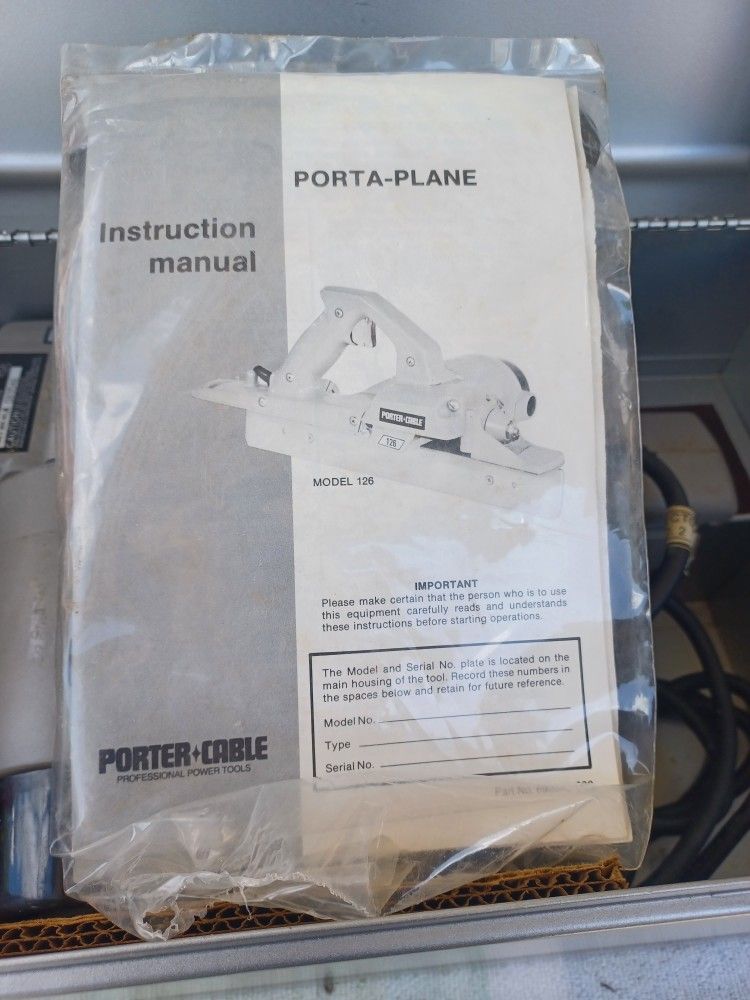 PORTA-PLANE
Instruction
manual
PORTER+CABLE
126
MODEL 126
IMPORTANT
Please make certain that the person who is to use
this equipment carefully reads and understands
these instructions before starting operations.
The Model and Serial No. plate is located on the
main housing of the tool. Record these numbers in
the spaces below and retain for future reference.
Model No.
Type
Serial No.
PORTER+CABLE
PROFESSIONAL POWER TOOLS
Part No.